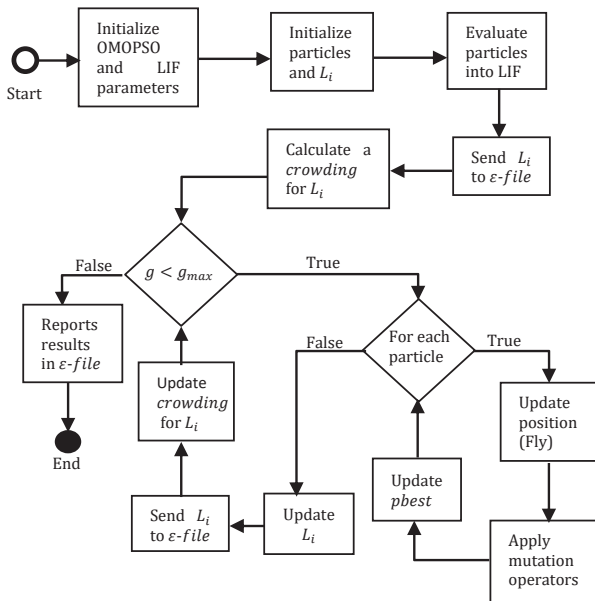 Start
Initialize
OMOPSO
and LIF
parameters
Initialize
particles
and L_i
Evaluate
particles
into LIF
Send L_i
to ε-file
Calculate a
crowding
for L_i
g < g_max
False
True
Reports
results
in ε-file
End
For each
particle
False
True
Update
position
(Fly)
Apply
mutation
operators
Update
pbest
Update
L_i
Send L_i
to ε-file
Update
crowding
for L_i